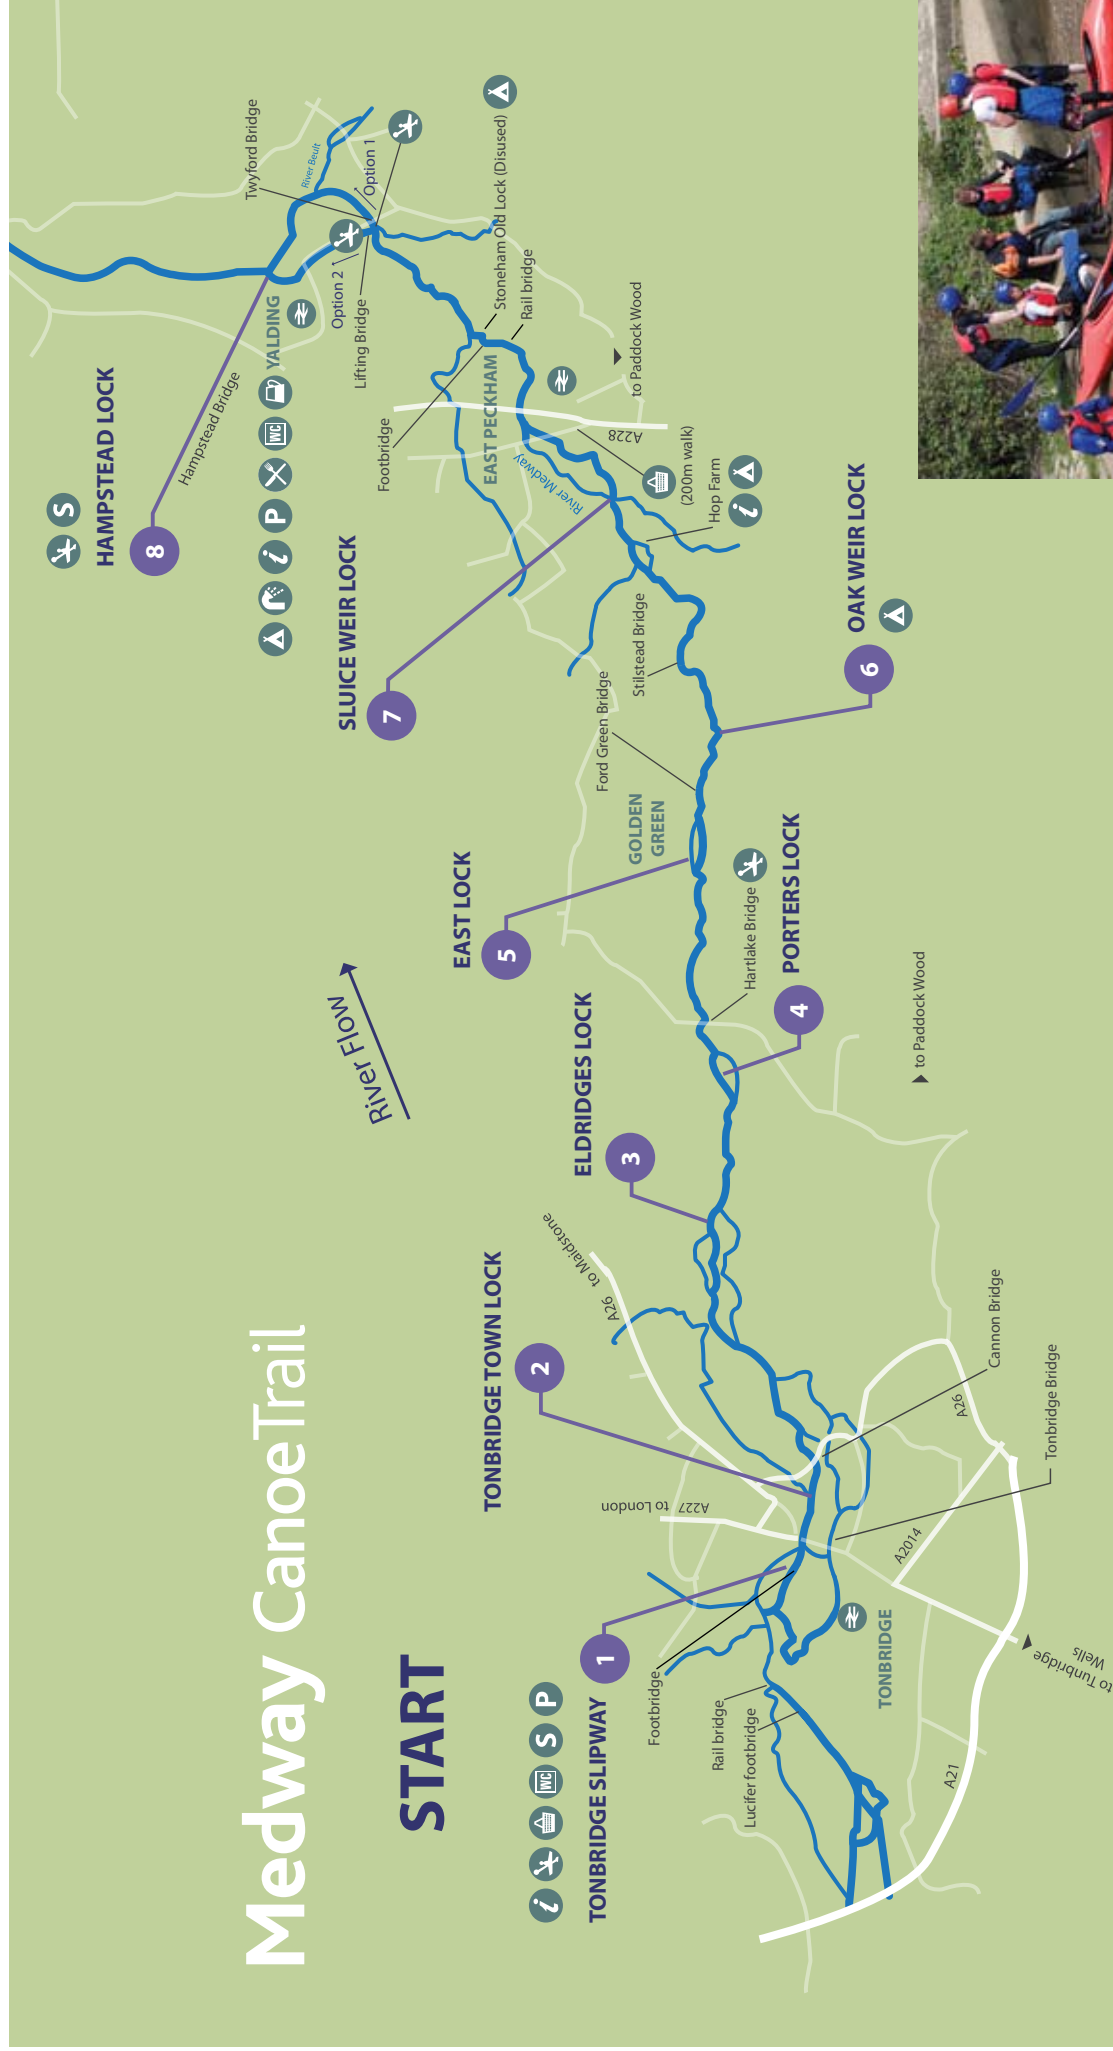 Medway CanoeTrail
START
River Flow
TONBRIDGE SLIPWAY
i
WC
S
P
1
Footbridge
Rail bridge
Lucifer footbridge
TONBRIDGE
A21
to Tunbridge
Wells
A2014
A26
Tonbridge Bridge
Cannon Bridge
A227 to London
TONBRIDGE TOWN LOCK
2
A26 to Maidstone
ELDRIDGES LOCK
3
PORTERS LOCK
4
Hartlake Bridge
to Paddock Wood
EAST LOCK
5
GOLDEN
GREEN
Ford Green Bridge
OAK WEIR LOCK
6
Stilstead Bridge
SLUICE WEIR LOCK
7
Hop Farm
i
(200m walk)
River Medway
EAST PECKHAM
A228
to Paddock Wood
Footbridge
Rail bridge
Stoneham Old Lock (Disused)
Lifting Bridge
Option 2
Option 1
Twyford Bridge
River Beult
YALDING
i
P
WC
HAMPSTEAD LOCK
S
8
Hampstead Bridge